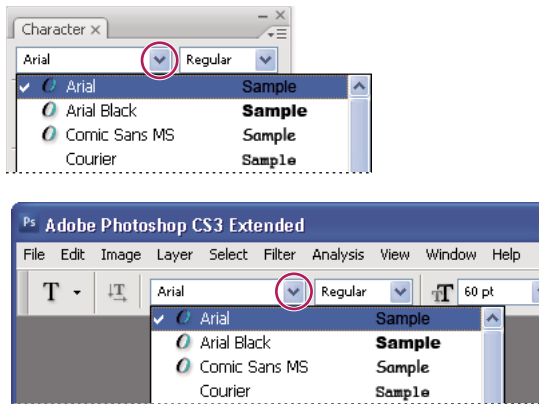 Character ×
Arial Regular
Arial Sample
Arial Black Sample
Comic Sans MS Sample
Courier Sample
Ps Adobe Photoshop CS3 Extended
File Edit Image Layer Select Filter Analysis View Window Help
T T Arial Regular TT 60 pt
Arial Sample
Arial Black Sample
Comic Sans MS Sample
Courier Sample